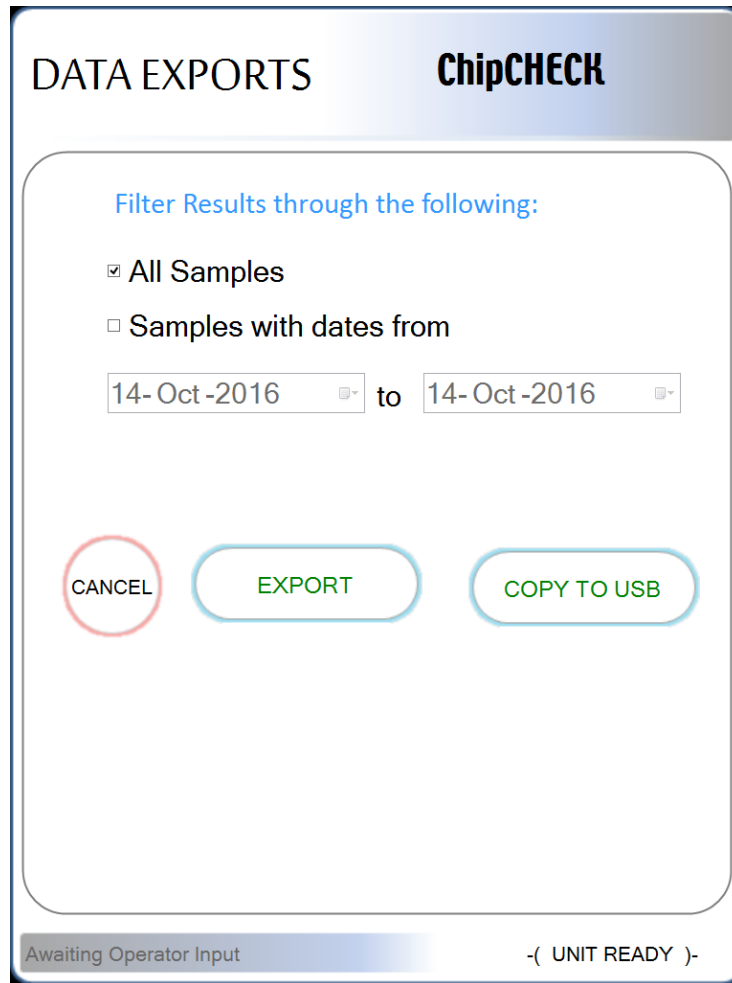 DATA EXPORTS
ChipCHECK
Filter Results through the following:
All Samples
Samples with dates from
14- Oct -2016 to 14- Oct -2016
CANCEL
EXPORT
COPY TO USB
Awaiting Operator Input
-( UNIT READY )-